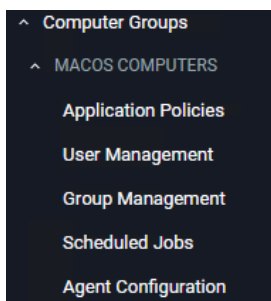 Computer Groups
MACOS COMPUTERS
Application Policies
User Management
Group Management
Scheduled Jobs
Agent Configuration